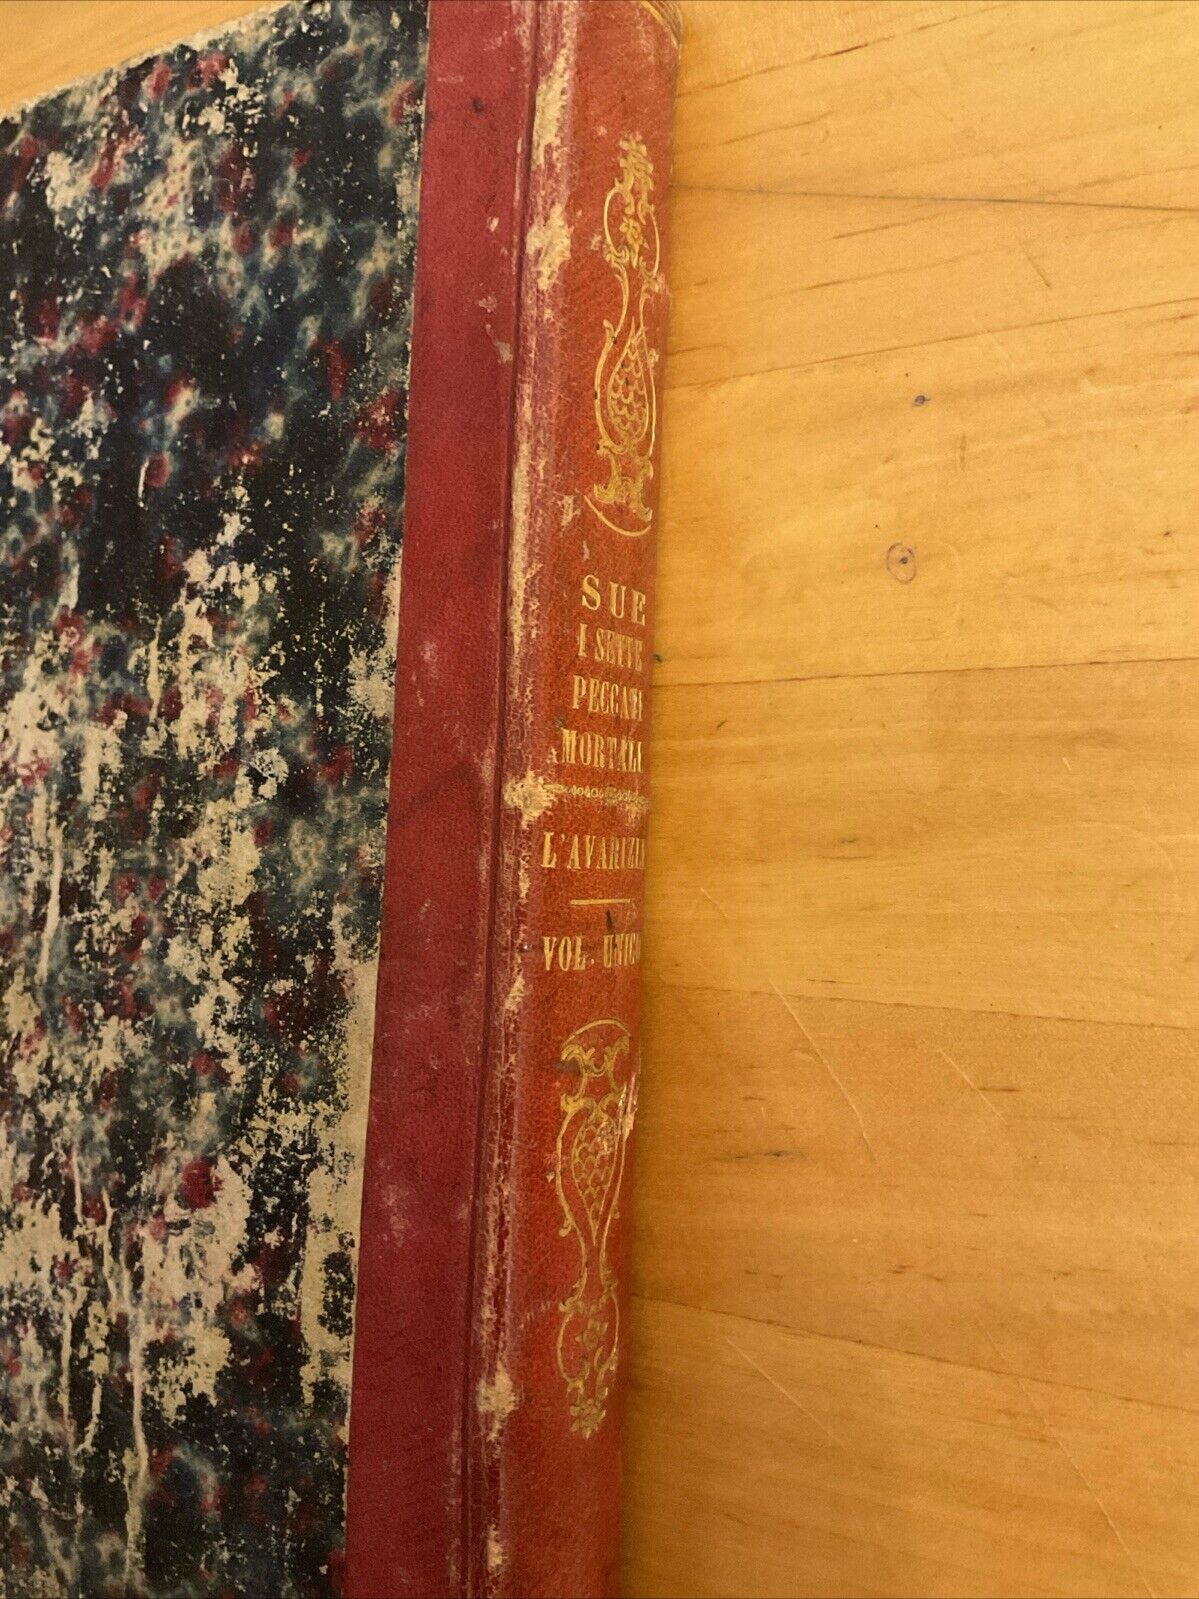 SUE
I SETTE
PECCATI
MORTALI
L'AVARIZIA
VOL. UNICO